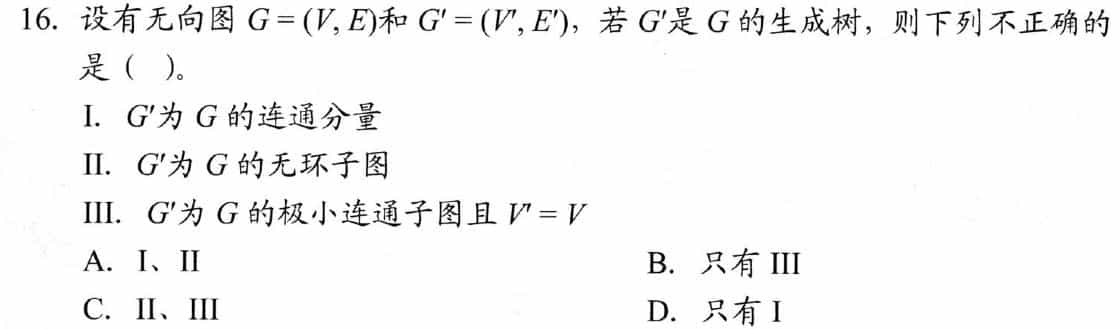 16. 设有无向图 G = (V, E)和 G' = (V', E')，若 G'是 G 的生成树，则下列不正确的
是（ ）。
I. G'为 G 的连通分量
II. G'为 G 的无环子图
III. G'为 G 的极小连通子图且 V' = V
A. I、II B. 只有 III
C. II、III D. 只有 I